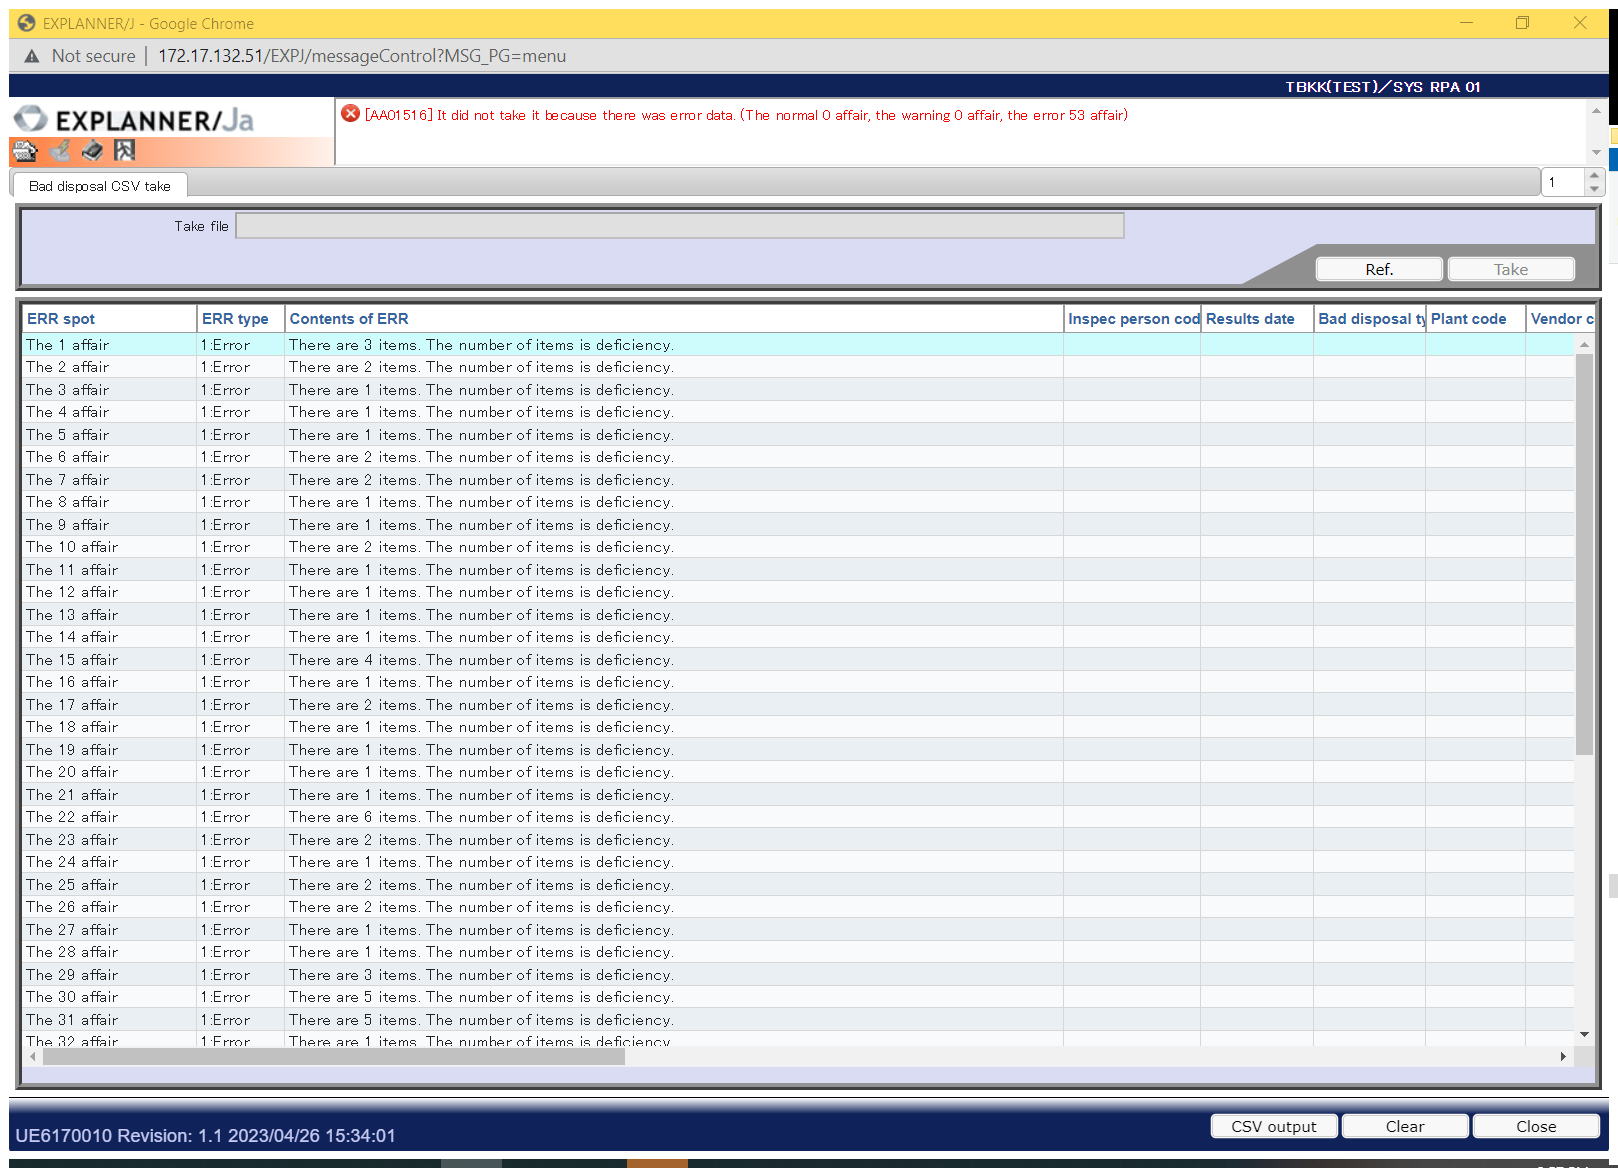 EXPLANNER/J - Google Chrome
Not secure | 172.17.132.51/EXPJ/messageControl?MSG_PG=menu
TBKK(TEST)／SYS RPA 01
EXPLANNER/Ja
[AA01516] It did not take it because there was error data. (The normal 0 affair, the warning 0 affair, the error 53 affair)
Bad disposal CSV take
1
Take file
Ref. Take
ERR spot ERR type Contents of ERR Inspec person cod Results date Bad disposal ty Plant code Vendor c
The 1 affair 1:Error There are 3 items. The number of items is deficiency.
The 2 affair 1:Error There are 2 items. The number of items is deficiency.
The 3 affair 1:Error There are 1 items. The number of items is deficiency.
The 4 affair 1:Error There are 1 items. The number of items is deficiency.
The 5 affair 1:Error There are 1 items. The number of items is deficiency.
The 6 affair 1:Error There are 2 items. The number of items is deficiency.
The 7 affair 1:Error There are 2 items. The number of items is deficiency.
The 8 affair 1:Error There are 1 items. The number of items is deficiency.
The 9 affair 1:Error There are 1 items. The number of items is deficiency.
The 10 affair 1:Error There are 2 items. The number of items is deficiency.
The 11 affair 1:Error There are 1 items. The number of items is deficiency.
The 12 affair 1:Error There are 1 items. The number of items is deficiency.
The 13 affair 1:Error There are 1 items. The number of items is deficiency.
The 14 affair 1:Error There are 1 items. The number of items is deficiency.
The 15 affair 1:Error There are 4 items. The number of items is deficiency.
The 16 affair 1:Error There are 1 items. The number of items is deficiency.
The 17 affair 1:Error There are 2 items. The number of items is deficiency.
The 18 affair 1:Error There are 1 items. The number of items is deficiency.
The 19 affair 1:Error There are 1 items. The number of items is deficiency.
The 20 affair 1:Error There are 1 items. The number of items is deficiency.
The 21 affair 1:Error There are 1 items. The number of items is deficiency.
The 22 affair 1:Error There are 6 items. The number of items is deficiency.
The 23 affair 1:Error There are 2 items. The number of items is deficiency.
The 24 affair 1:Error There are 1 items. The number of items is deficiency.
The 25 affair 1:Error There are 2 items. The number of items is deficiency.
The 26 affair 1:Error There are 2 items. The number of items is deficiency.
The 27 affair 1:Error There are 1 items. The number of items is deficiency.
The 28 affair 1:Error There are 1 items. The number of items is deficiency.
The 29 affair 1:Error There are 3 items. The number of items is deficiency.
The 30 affair 1:Error There are 5 items. The number of items is deficiency.
The 31 affair 1:Error There are 5 items. The number of items is deficiency.
The 32 affair 1:Error There are 1 items. The number of items is deficiency
UE6170010 Revision: 1.1 2023/04/26 15:34:01
CSV output Clear Close